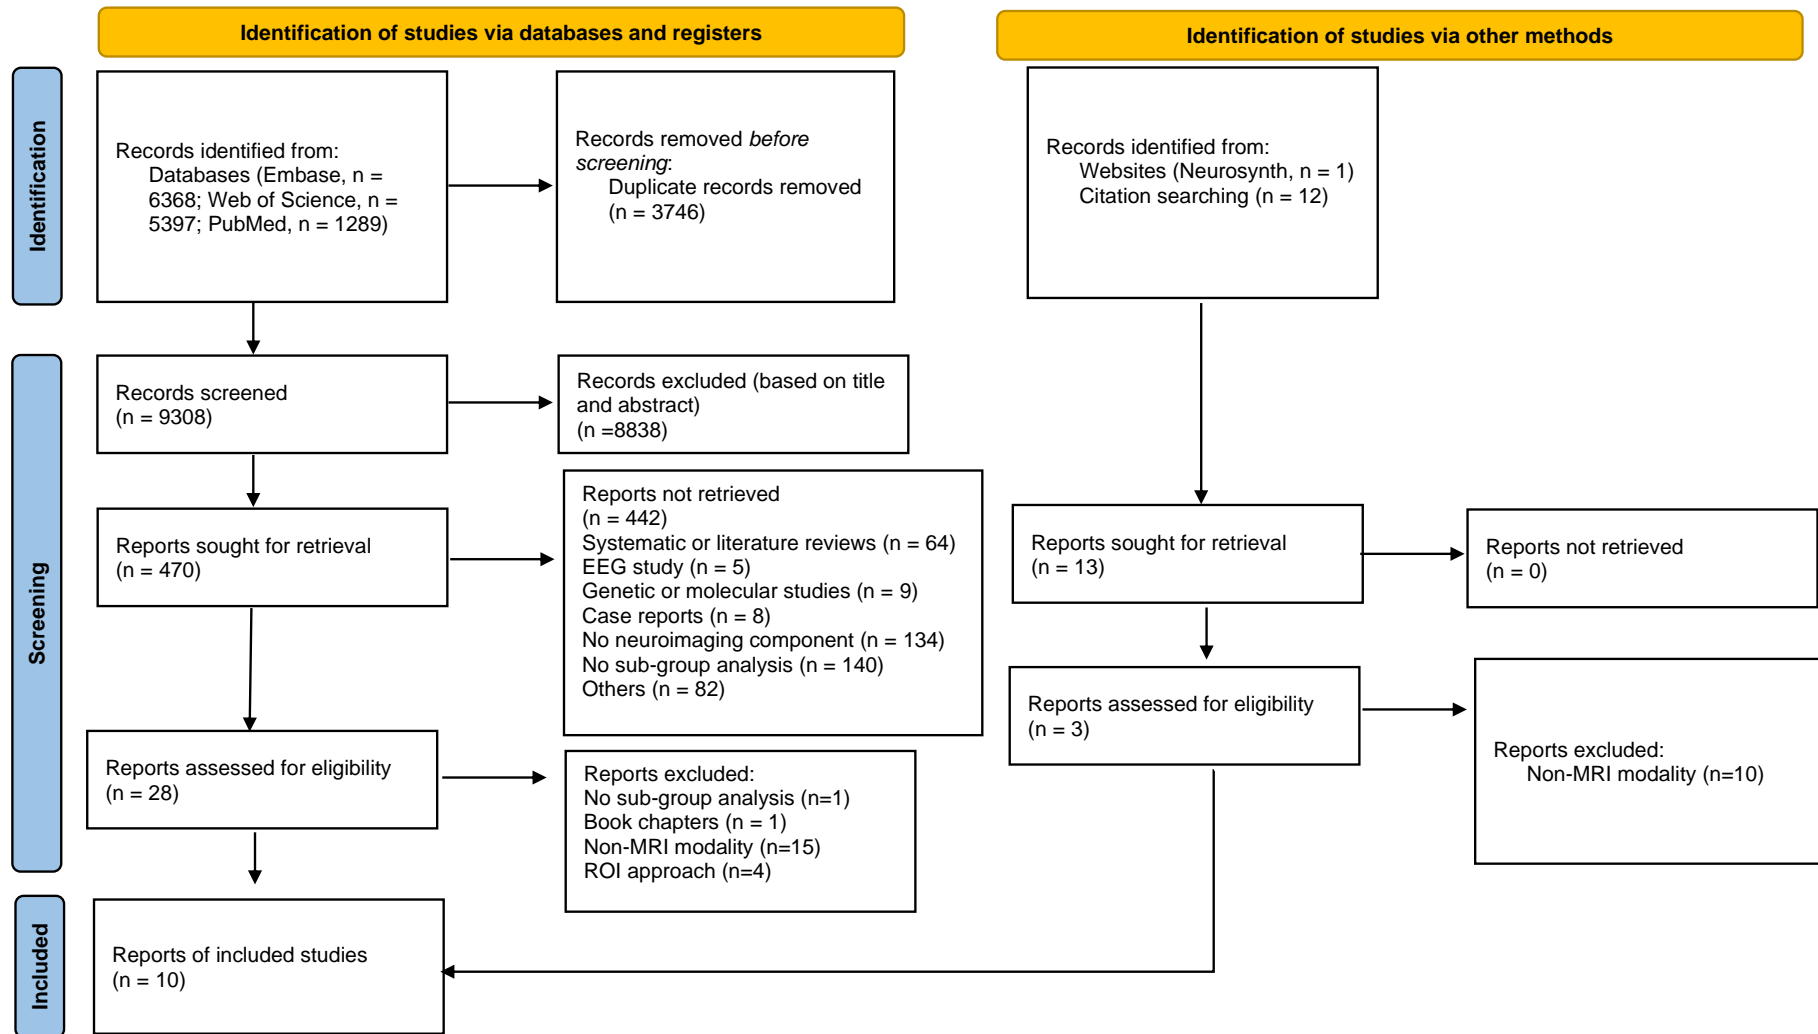 Identification of studies via databases and registers
Identification of studies via other methods
Identification
Records identified from:
Databases (Embase, n =
6368; Web of Science, n =
5397; PubMed, n = 1289)
Records removed before
screening:
Duplicate records removed
(n = 3746)
Records identified from:
Websites (Neurosynth, n = 1)
Citation searching (n = 12)
Screening
Records screened
(n = 9308)
Records excluded (based on title
and abstract)
(n =8838)
Reports sought for retrieval
(n = 470)
Reports not retrieved
(n = 442)
Systematic or literature reviews (n = 64)
EEG study (n = 5)
Genetic or molecular studies (n = 9)
Case reports (n = 8)
No neuroimaging component (n = 134)
No sub-group analysis (n = 140)
Others (n = 82)
Reports sought for retrieval
(n = 13)
Reports not retrieved
(n = 0)
Reports assessed for eligibility
(n = 28)
Reports excluded:
No sub-group analysis (n=1)
Book chapters (n = 1)
Non-MRI modality (n=15)
ROI approach (n=4)
Reports assessed for eligibility
(n = 3)
Reports excluded:
Non-MRI modality (n=10)
Included
Reports of included studies
(n = 10)